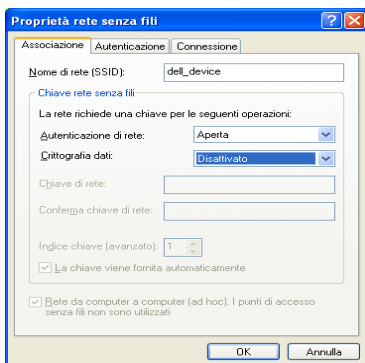 Proprietà rete senza fili
Associazione Autenticazione Connessione
Nome di rete (SSID): dell_device
Chiave rete senza fili
La rete richiede una chiave per le seguenti operazioni:
Autenticazione di rete: Aperta
Crittografia dati: Disattivato
Chiave di rete:
Conferma chiave di rete:
Indice chiave (avanzato): 1
La chiave viene fornita automaticamente
Rete da computer a computer (ad hoc). I punti di accesso
senza fili non sono utilizzati
OK Annulla